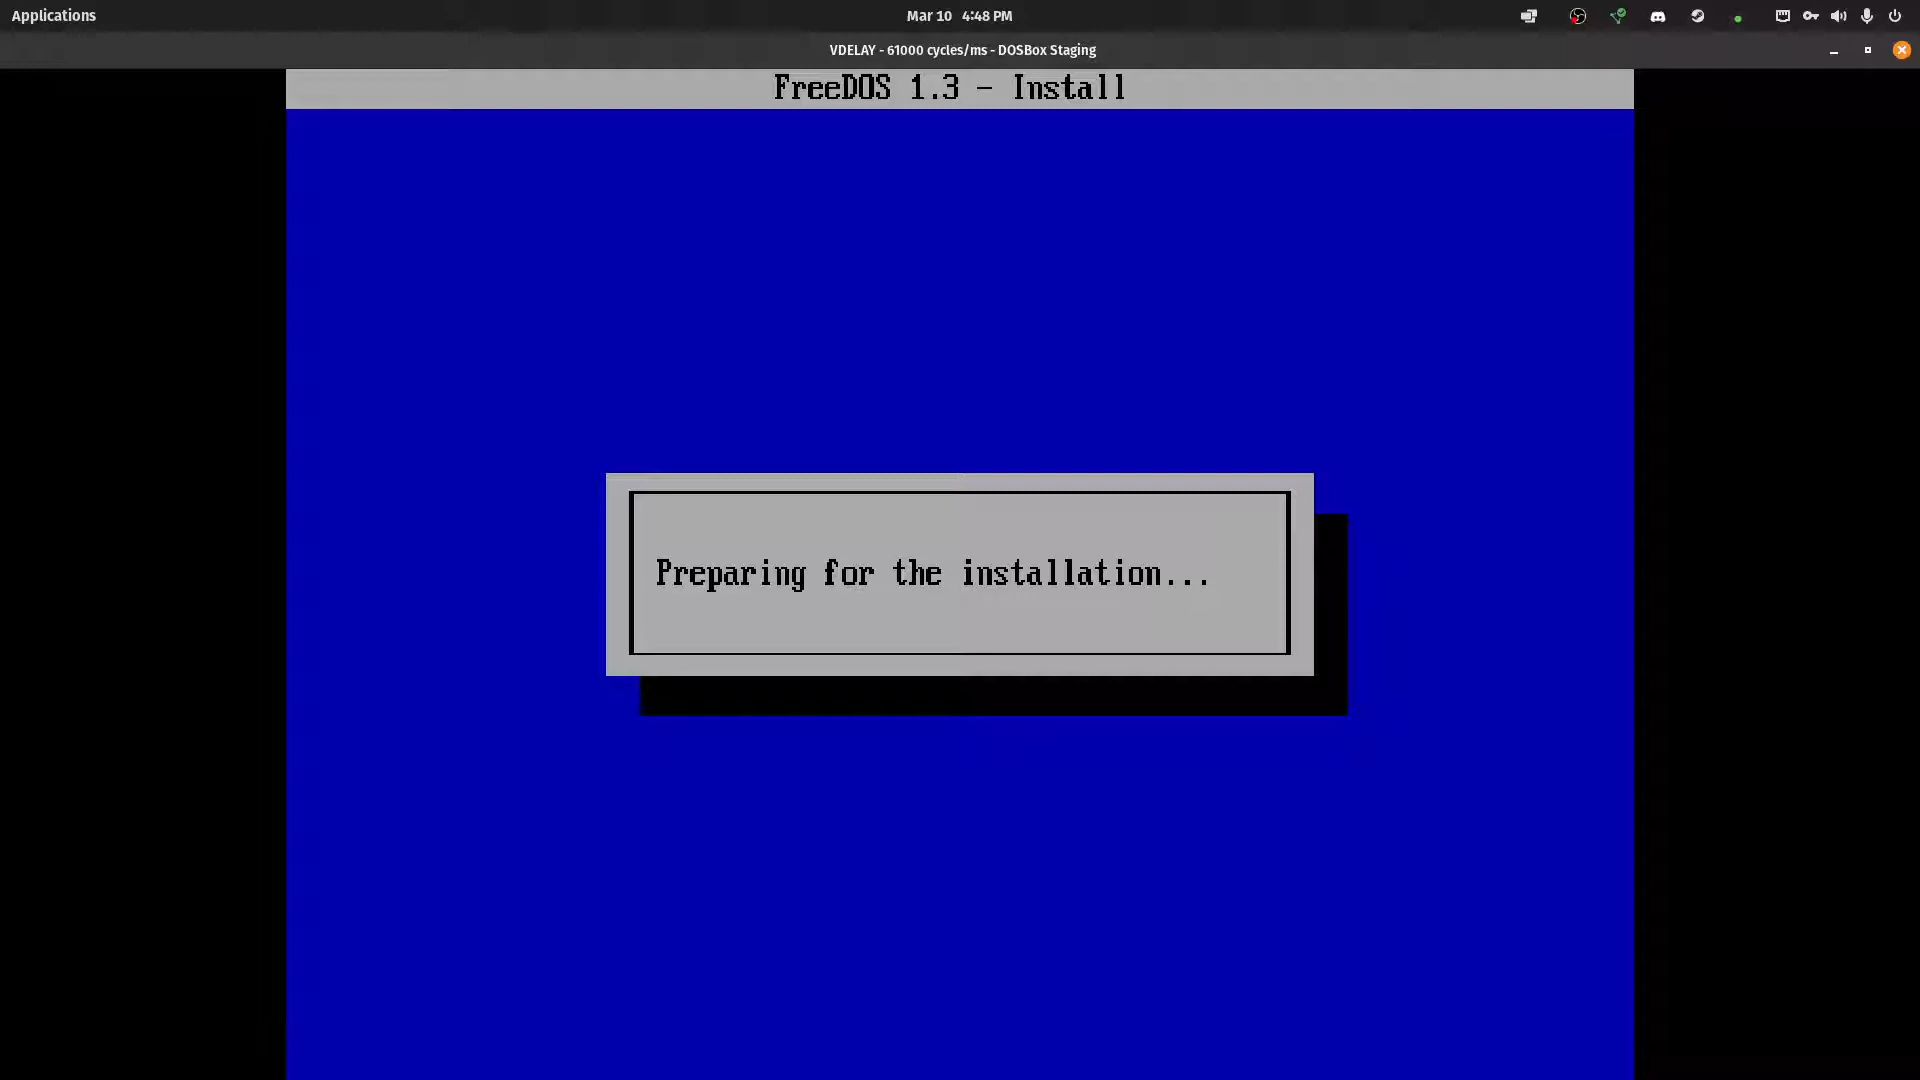 Applications
Mar 10 4:48 PM
VDELAY - 61000 cycles/ms - DOSBox Staging
FreeDOS 1.3 - Install
Preparing for the installation...